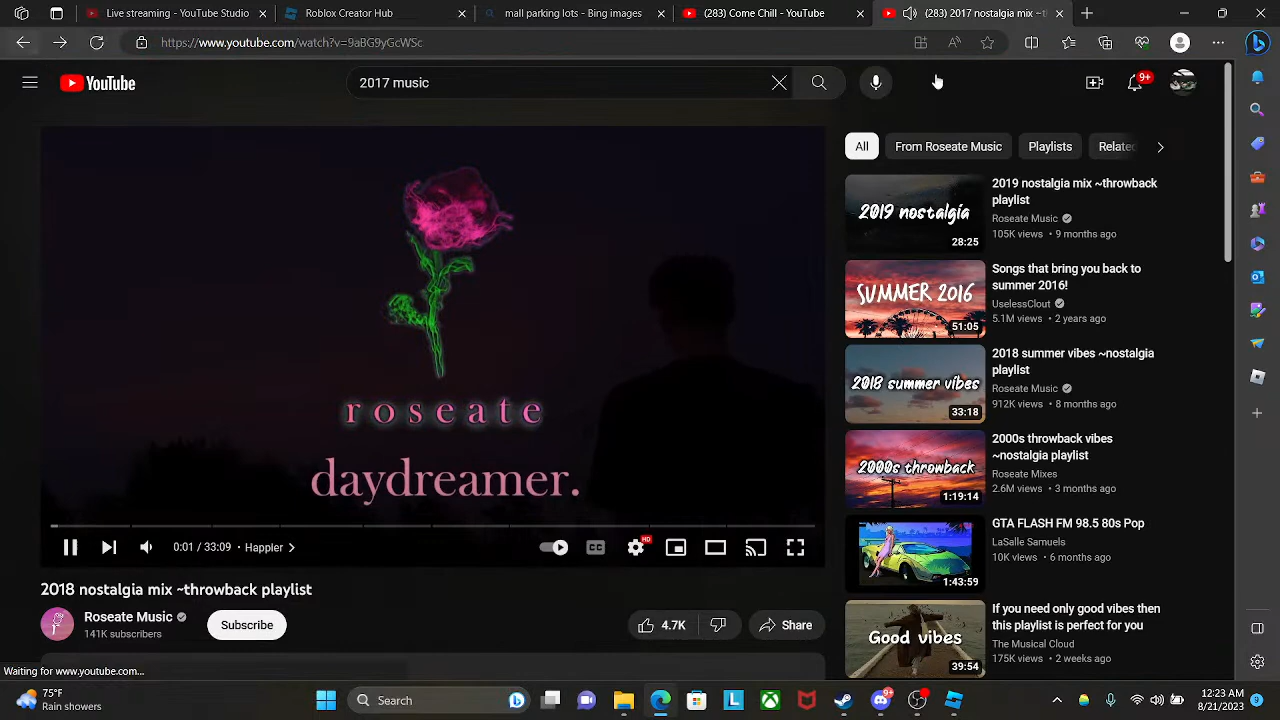 Live streaming - YouTube Studio
Roblox Creator Hub
mall parking lots - Bing images
(283) Come Chill - YouTube
(283) 2017 nostalgia mix ~t
https://www.youtube.com/watch?v=9aBG9yGcWSc
YouTube
2017 music
9+
All
From Roseate Music
Playlists
Related
2019 nostalgia
28:25
2019 nostalgia mix ~throwback
playlist
Roseate Music
105K views • 9 months ago
SUMMER 2016
51:05
Songs that bring you back to
summer 2016!
UselessClout
5.1M views • 2 years ago
2018 summer vibes
33:18
2018 summer vibes ~nostalgia
playlist
Roseate Music
912K views • 8 months ago
2000s throwback
1:19:14
2000s throwback vibes
~nostalgia playlist
Roseate Mixes
2.6M views • 3 months ago
1:43:59
GTA FLASH FM 98.5 80s Pop
LaSalle Samuels
10K views • 6 months ago
Good vibes
39:54
If you need only good vibes then
this playlist is perfect for you
The Musical Cloud
175K views • 2 weeks ago
roseate
daydreamer.
0:01 / 33:09 • Happier
CC
HD
2018 nostalgia mix ~throwback playlist
Roseate Music
141K subscribers
Subscribe
4.7K
Share
Waiting for www.youtube.com...
75°F
Rain showers
Search
L
9+
12:23 AM
8/21/2023
9